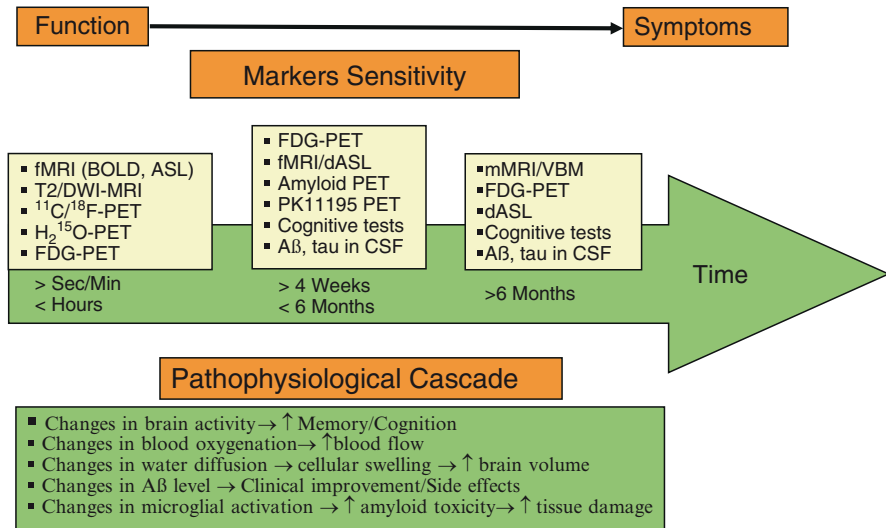 Function
Symptoms
Markers Sensitivity
▪ fMRI (BOLD, ASL)
▪ T2/DWI-MRI
▪ ¹¹C/¹⁸F-PET
▪ H₂¹⁵O-PET
▪ FDG-PET
> Sec/Min
< Hours
▪ FDG-PET
▪ fMRI/dASL
▪ Amyloid PET
▪ PK11195 PET
▪ Cognitive tests
▪ Aß, tau in CSF
> 4 Weeks
< 6 Months
▪ mMRI/VBM
▪ FDG-PET
▪ dASL
▪ Cognitive tests
▪ Aß, tau in CSF
>6 Months
Time
Pathophysiological Cascade
▪ Changes in brain activity → ↑ Memory/Cognition
▪ Changes in blood oxygenation → ↑blood flow
▪ Changes in water diffusion → cellular swelling → ↑ brain volume
▪ Changes in Aß level → Clinical improvement/Side effects
▪ Changes in microglial activation → ↑ amyloid toxicity→ ↑ tissue damage